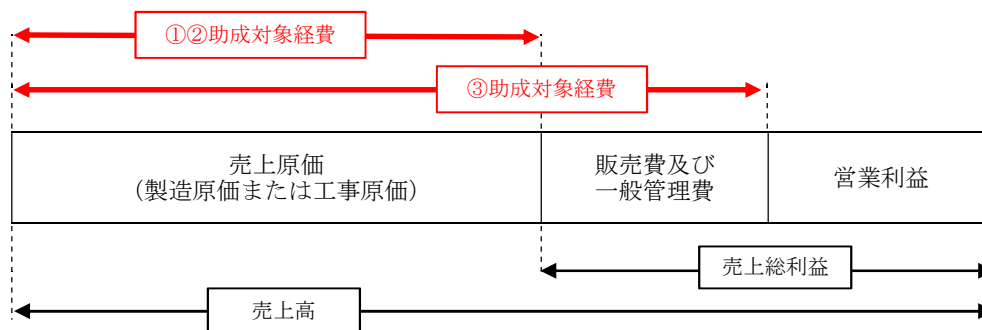 ①②助成対象経費
③助成対象経費
売上原価
（製造原価または工事原価）
販売費及び
一般管理費
営業利益
売上総利益
売上高